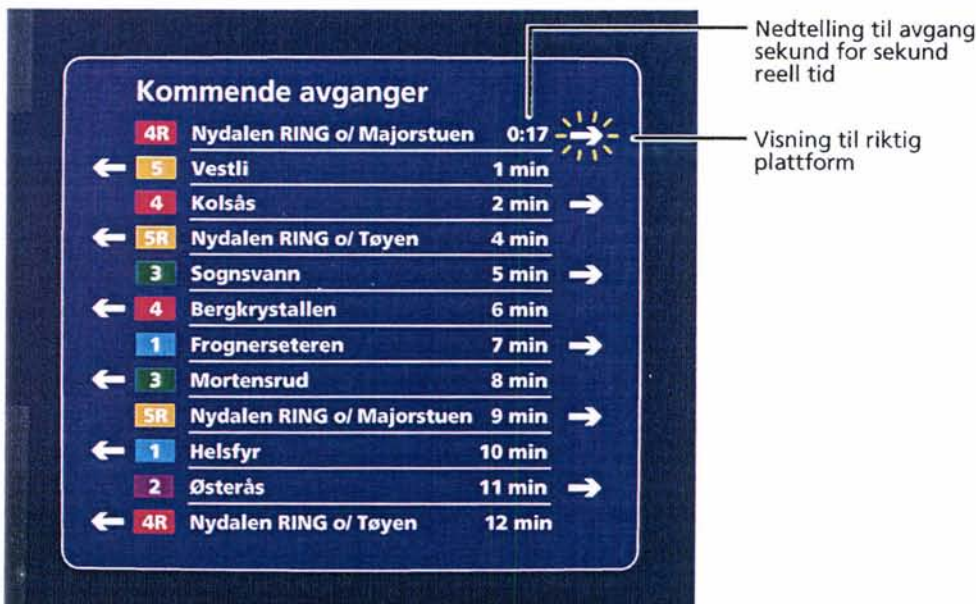 Kommende avganger
4R Nydalen RING o/ Majorstuen 0:17 →
← 5 Vestli 1 min
4 Kolsås 2 min →
← 5R Nydalen RING o/ Tøyen 4 min
3 Sognsvann 5 min →
← 4 Bergkrystallen 6 min
1 Frognerseteren 7 min →
← 3 Mortensrud 8 min
5R Nydalen RING o/ Majorstuen 9 min →
← 1 Helsfyr 10 min
2 Østerås 11 min →
← 4R Nydalen RING o/ Tøyen 12 min
Nedtelling til avgang
sekund for sekund
reell tid
Visning til riktig
plattform